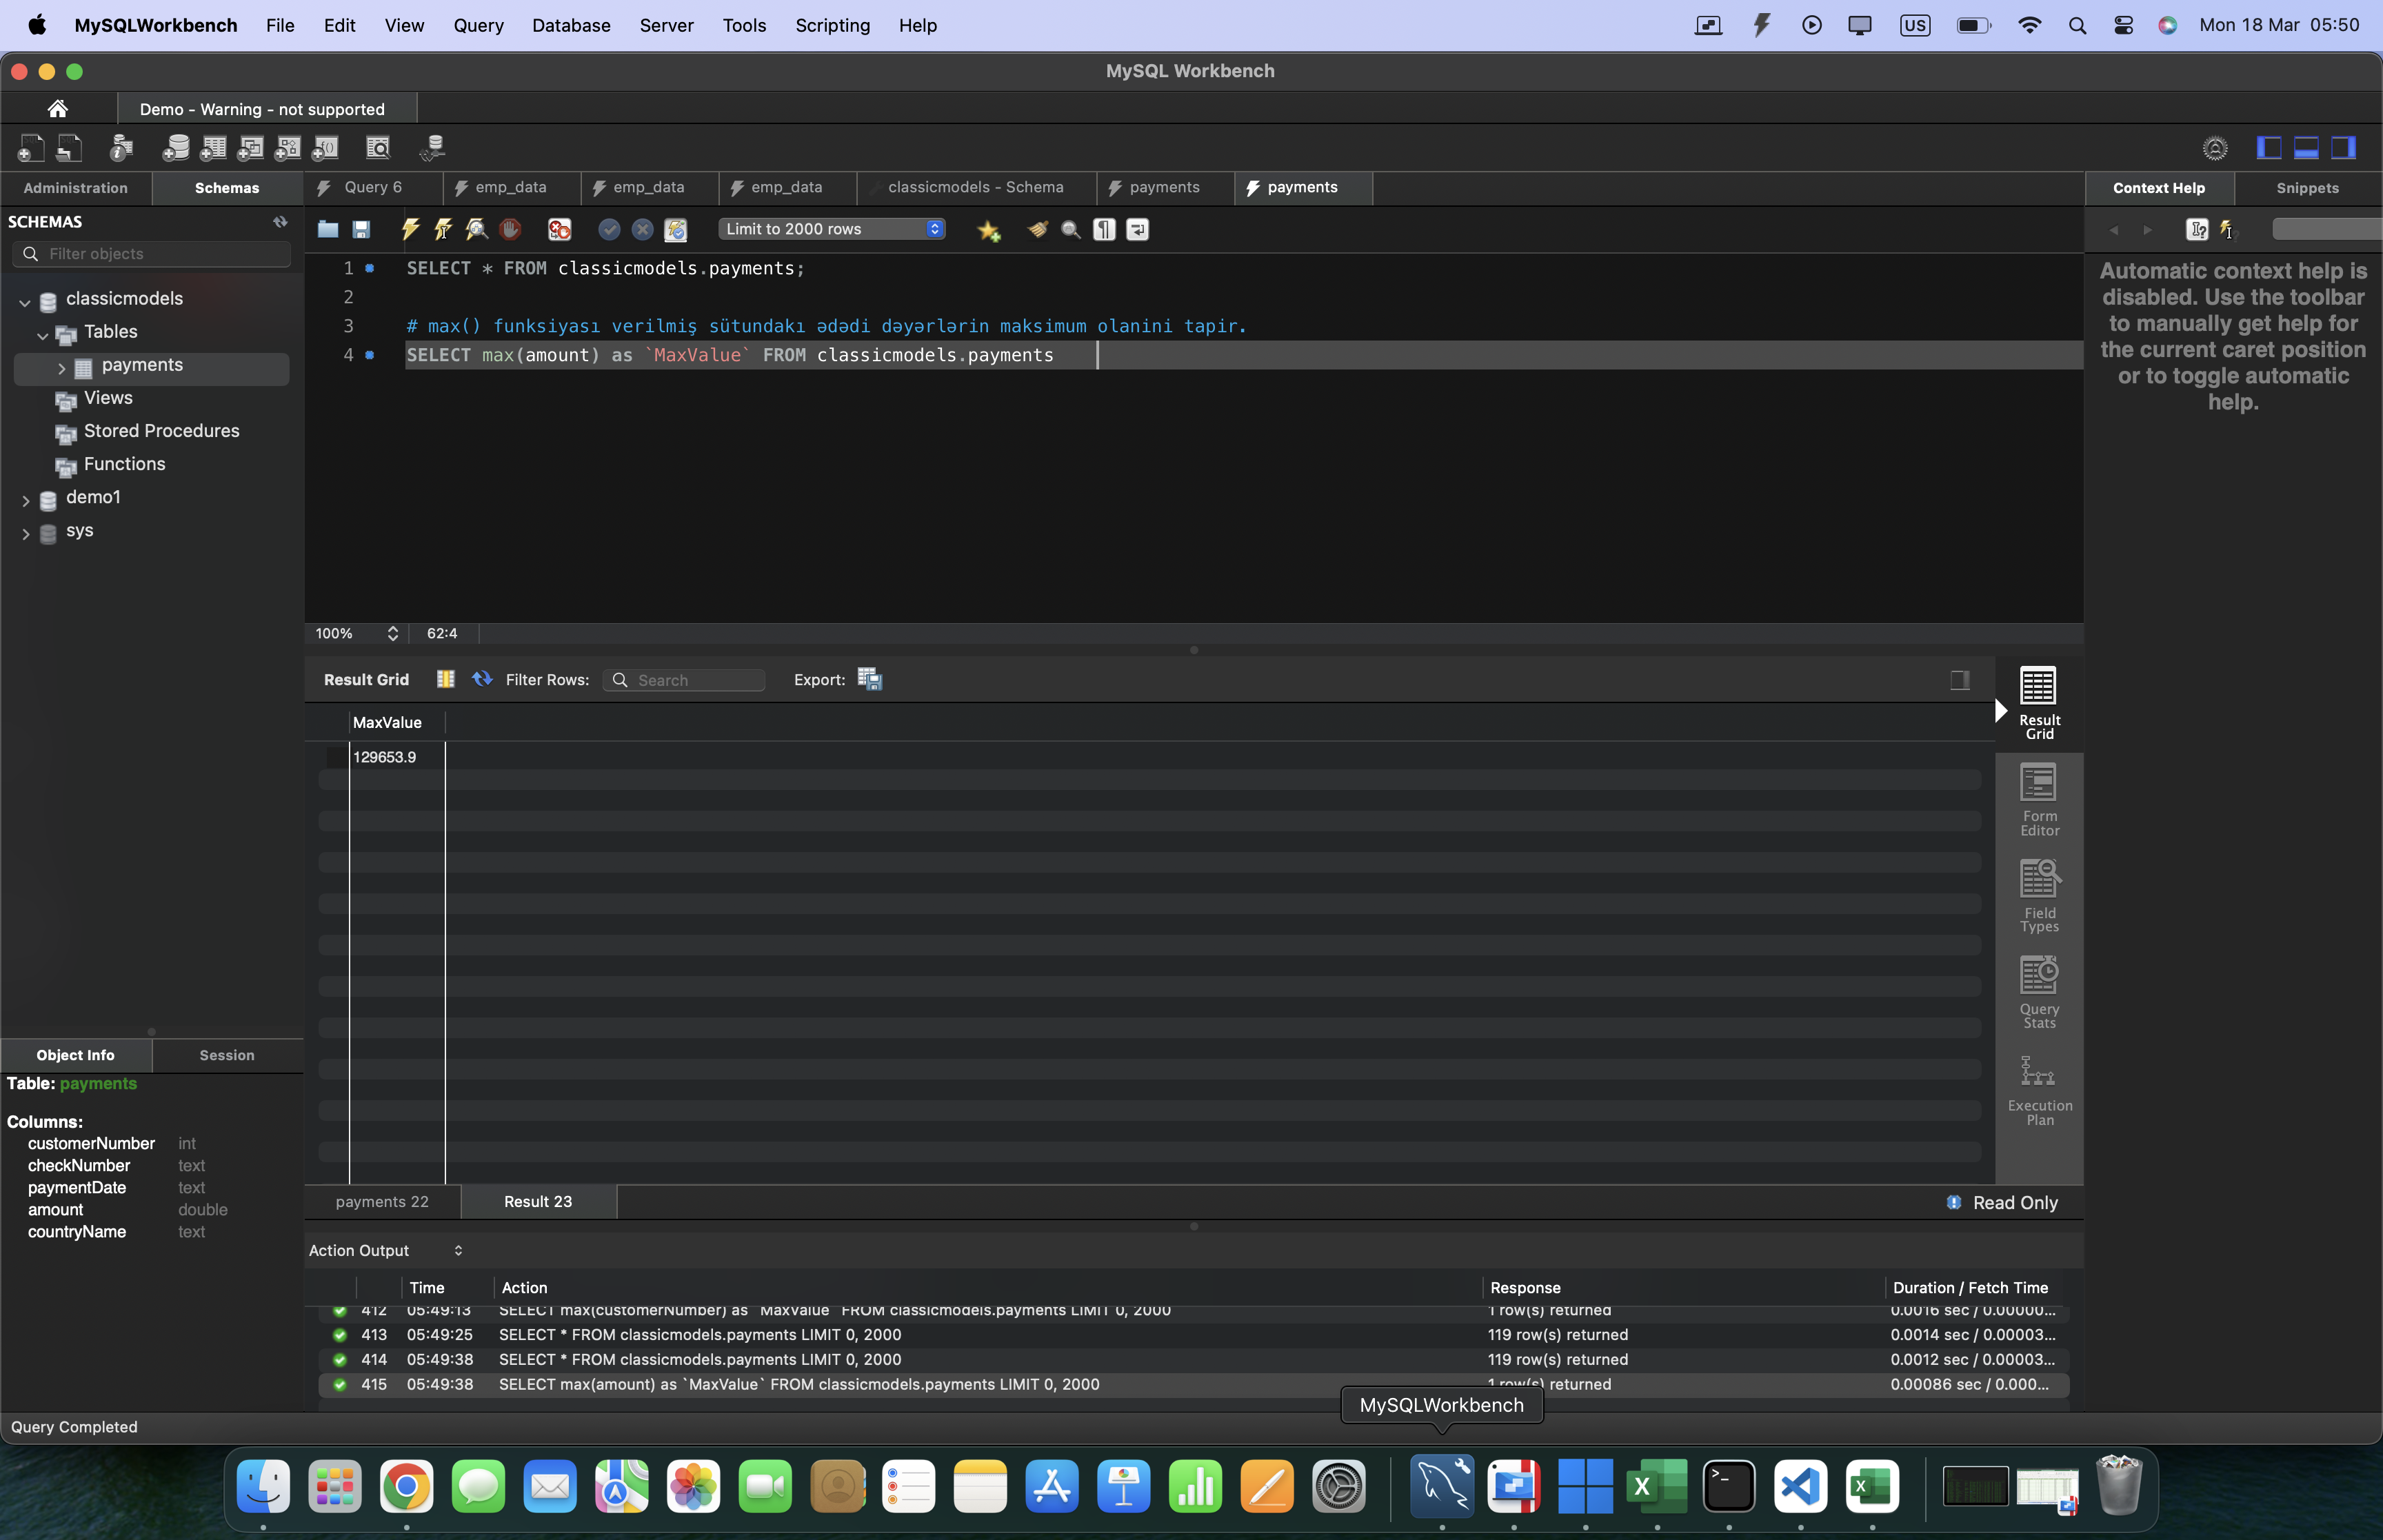 MySQLWorkbench File Edit View Query Database Server Tools Scripting Help US Mon 18 Mar 05:50
MySQL Workbench
Demo - Warning - not supported
Administration Schemas Query 6 emp_data emp_data emp_data classicmodels - Schema payments payments Context Help Snippets
SCHEMAS
Limit to 2000 rows
Filter objects
classicmodels
Tables
payments
Views
Stored Procedures
Functions
demo1
sys
1 SELECT * FROM classicmodels.payments;
2
3 # max() funksiyası verilmiş sütundakı ədədi dəyərlərin maksimum olanini tapir.
4 SELECT max(amount) as `MaxValue` FROM classicmodels.payments
Automatic context help is
disabled. Use the toolbar
to manually get help for
the current caret position
or to toggle automatic
help.
100% 62:4
Result Grid Filter Rows: Search Export:
MaxValue
129653.9
Result
Grid
Form
Editor
Field
Types
Query
Stats
Execution
Plan
Object Info Session
Table: payments
Columns:
customerNumber int
checkNumber text
paymentDate text
amount double
countryName text
payments 22 Result 23 Read Only
Action Output
Time Action Response Duration / Fetch Time
412 05:49:13 SELECT max(customerNumber) as `MaxValue` FROM classicmodels.payments LIMIT 0, 2000 1 row(s) returned 0.0016 sec / 0.00000...
413 05:49:25 SELECT * FROM classicmodels.payments LIMIT 0, 2000 119 row(s) returned 0.0014 sec / 0.00003...
414 05:49:38 SELECT * FROM classicmodels.payments LIMIT 0, 2000 119 row(s) returned 0.0012 sec / 0.00003...
415 05:49:38 SELECT max(amount) as `MaxValue` FROM classicmodels.payments LIMIT 0, 2000 1 row(s) returned 0.00086 sec / 0.000...
MySQLWorkbench
Query Completed